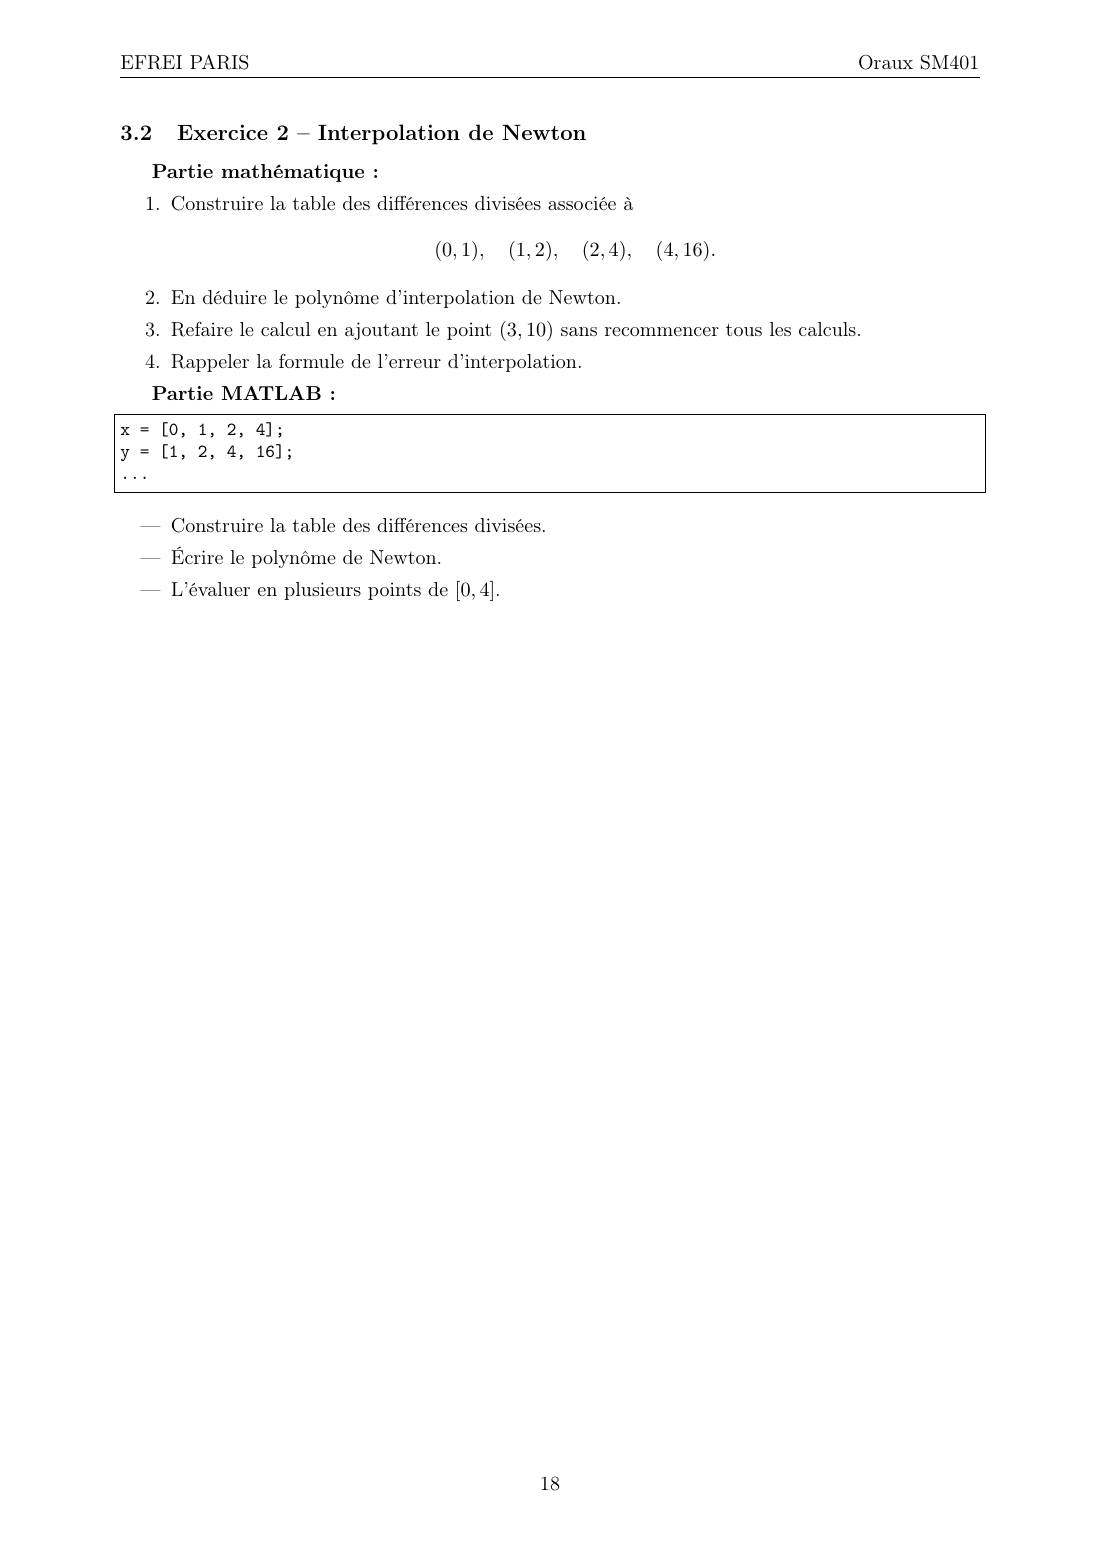 EFREI PARIS Oraux SM401
3.2 Exercice 2 – Interpolation de Newton
Partie mathématique :
1. Construire la table des différences divisées associée à
(0, 1), (1, 2), (2, 4), (4, 16).
2. En déduire le polynôme d'interpolation de Newton.
3. Refaire le calcul en ajoutant le point (3, 10) sans recommencer tous les calculs.
4. Rappeler la formule de l'erreur d'interpolation.
Partie MATLAB :
x = [0, 1, 2, 4];
y = [1, 2, 4, 16];
...
— Construire la table des différences divisées.
— Écrire le polynôme de Newton.
— L'évaluer en plusieurs points de [0, 4].
18